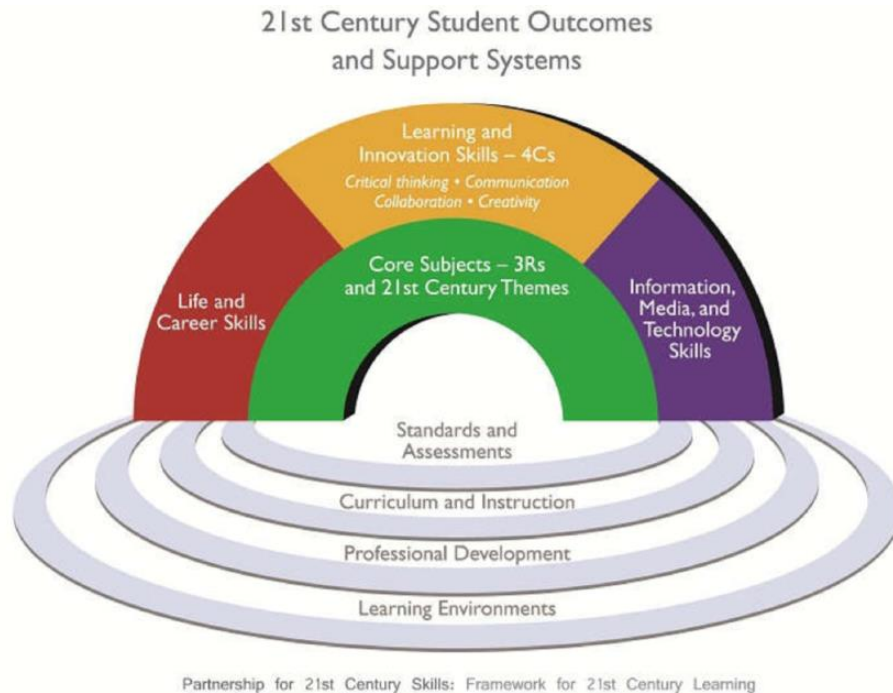 21st Century Student Outcomes
and Support Systems
Learning and
Innovation Skills – 4Cs
Critical thinking • Communication
Collaboration • Creativity
Core Subjects – 3Rs
and 21st Century Themes
Life and
Career Skills
Information,
Media, and
Technology
Skills
Standards and
Assessments
Curriculum and Instruction
Professional Development
Learning Environments
Partnership for 21st Century Skills: Framework for 21st Century Learning